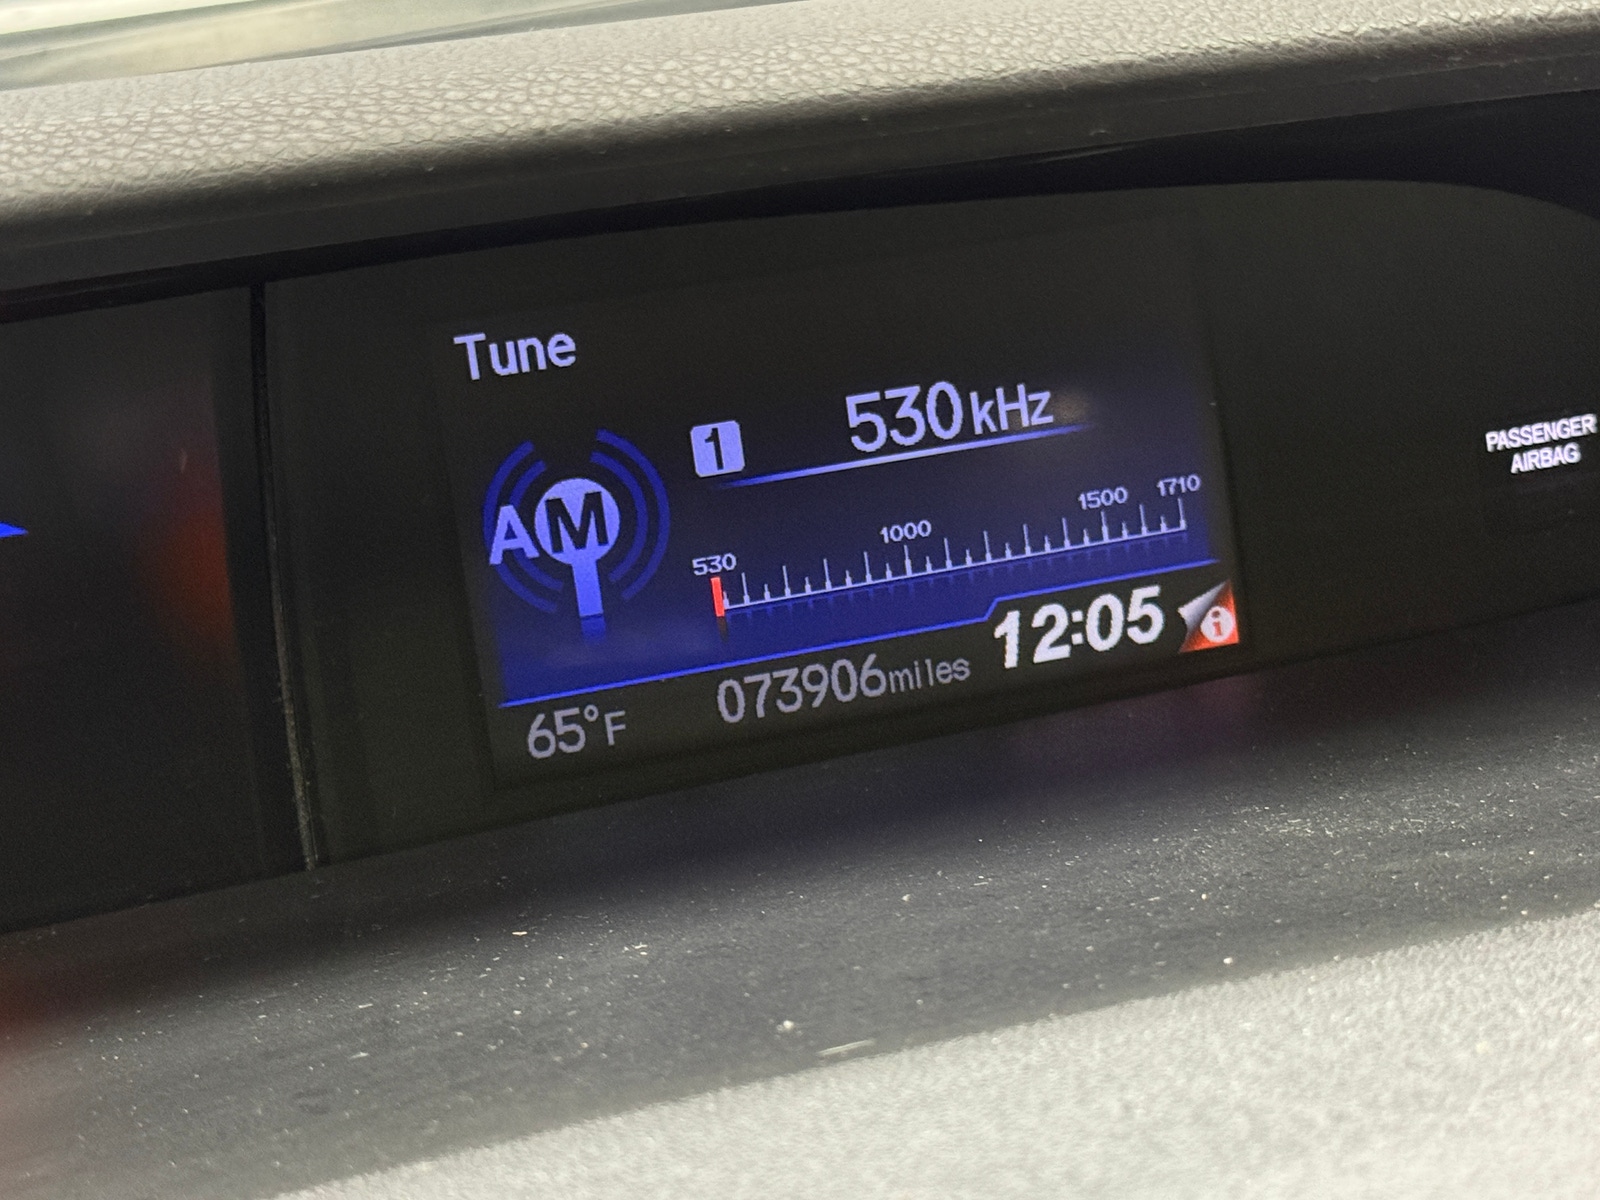 Tune
1 530kHz
AM
530 1000 1500 1710
12:05 i
073906miles
65°F
PASSENGER
AIRBAG